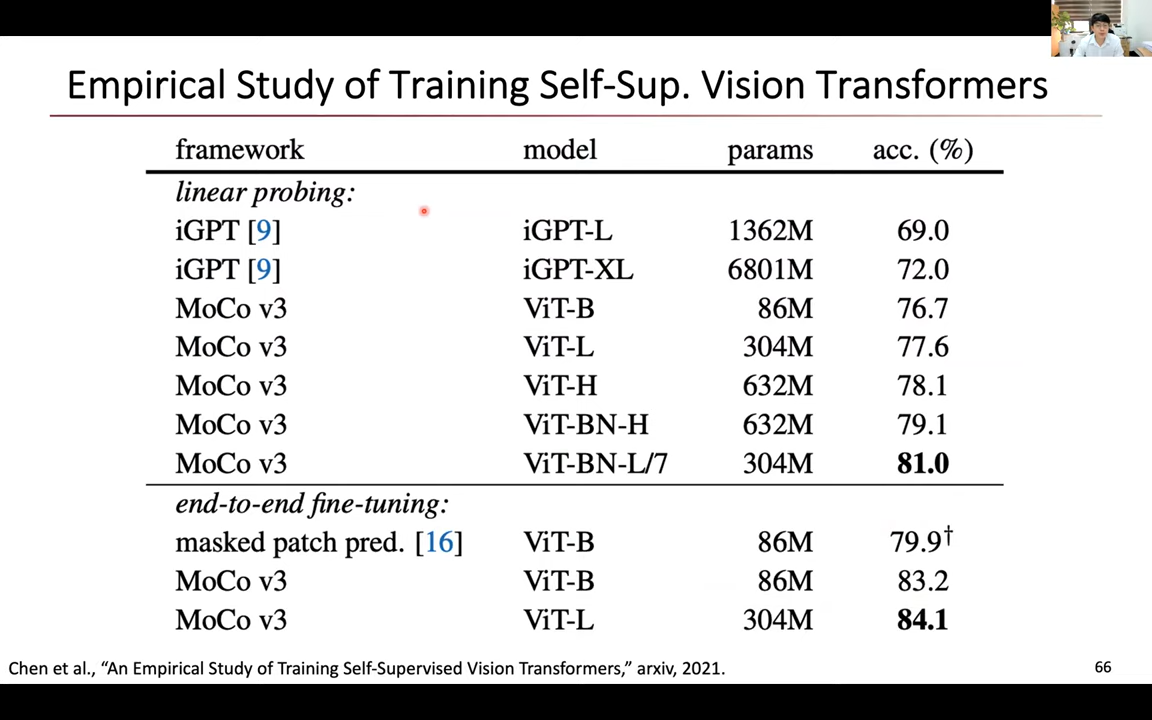 Empirical Study of Training Self-Sup. Vision Transformers
framework model params acc. (%)
linear probing:
iGPT [9] iGPT-L 1362M 69.0
iGPT [9] iGPT-XL 6801M 72.0
MoCo v3 ViT-B 86M 76.7
MoCo v3 ViT-L 304M 77.6
MoCo v3 ViT-H 632M 78.1
MoCo v3 ViT-BN-H 632M 79.1
MoCo v3 ViT-BN-L/7 304M 81.0
end-to-end fine-tuning:
masked patch pred. [16] ViT-B 86M 79.9†
MoCo v3 ViT-B 86M 83.2
MoCo v3 ViT-L 304M 84.1
Chen et al., “An Empirical Study of Training Self-Supervised Vision Transformers,” arxiv, 2021. 66